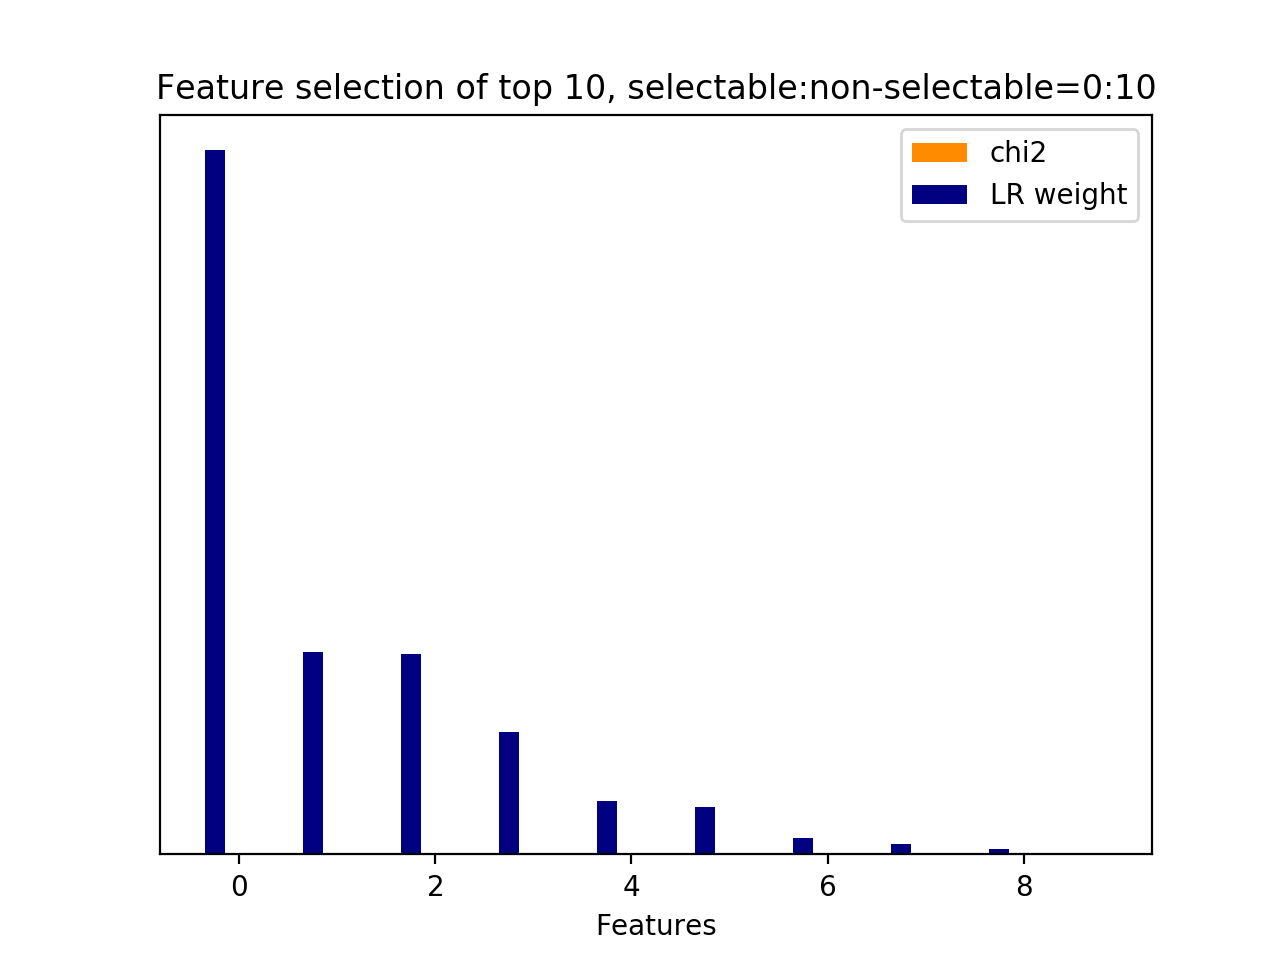 Feature selection of top 10, selectable:non-selectable=0:10
chi2
LR weight
0 2 4 6 8
Features